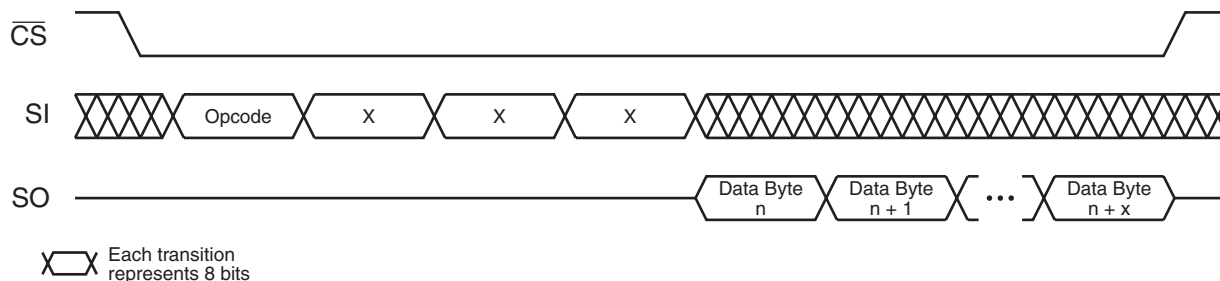 CS
SI
Opcode X X X
SO
Data Byte
n
Data Byte
n + 1
•••
Data Byte
n + x
Each transition
represents 8 bits